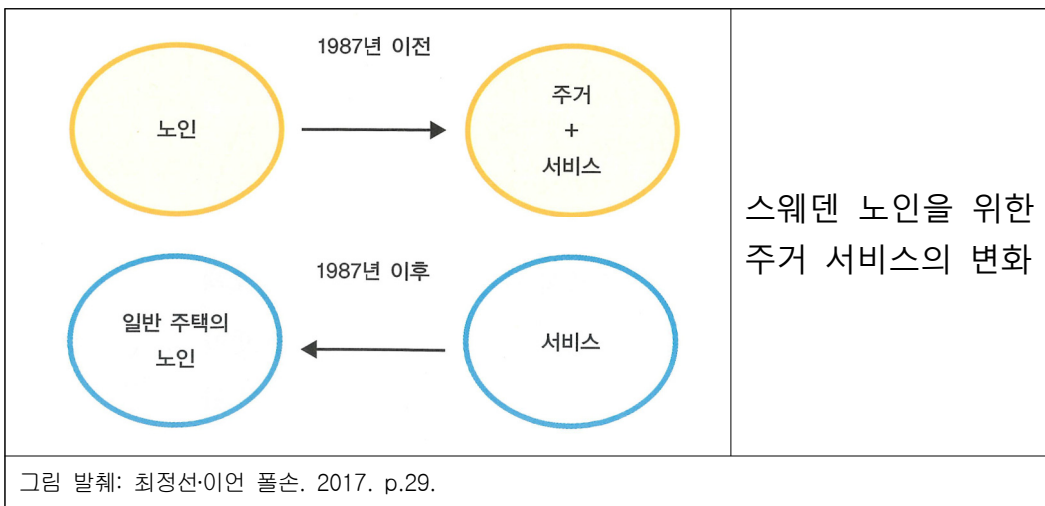 1987년 이전
노인
주거
+
서비스
1987년 이후
일반 주택의
노인
서비스
스웨덴 노인을 위한
주거 서비스의 변화
그림 발췌: 최정선·이언 폴손. 2017. p.29.